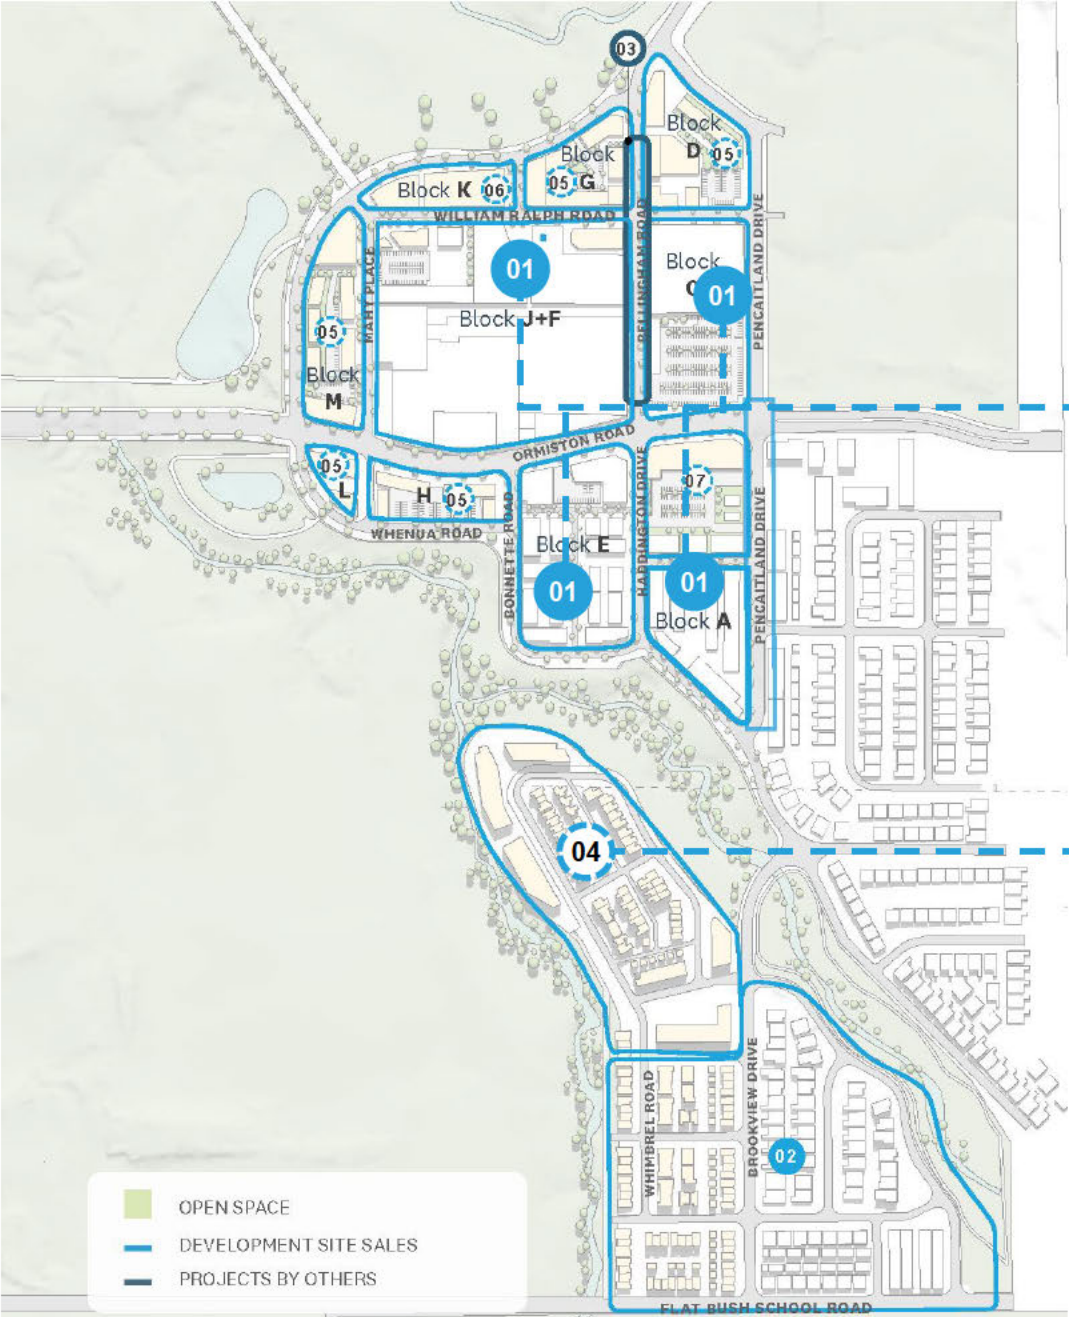 03
Block
D
05
Block
05 G
Block K 06
WILLIAM RALPH ROAD
PENCAITLAND DRIVE
BELLINGHAM ROAD
MAHY PLACE
01
Block
01
Block J+F
05
Block
M
ORMISTON ROAD
05
L
H 05
WHENUA ROAD
BONNETTE ROAD
07
HADDINGTON DRIVE
PENCAITLAND DRIVE
Block E
01
01
Block A
04
BROOKVIEW DRIVE
WHIMBREL ROAD
02
OPEN SPACE
DEVELOPMENT SITE SALES
PROJECTS BY OTHERS
FLAT BUSH SCHOOL ROAD